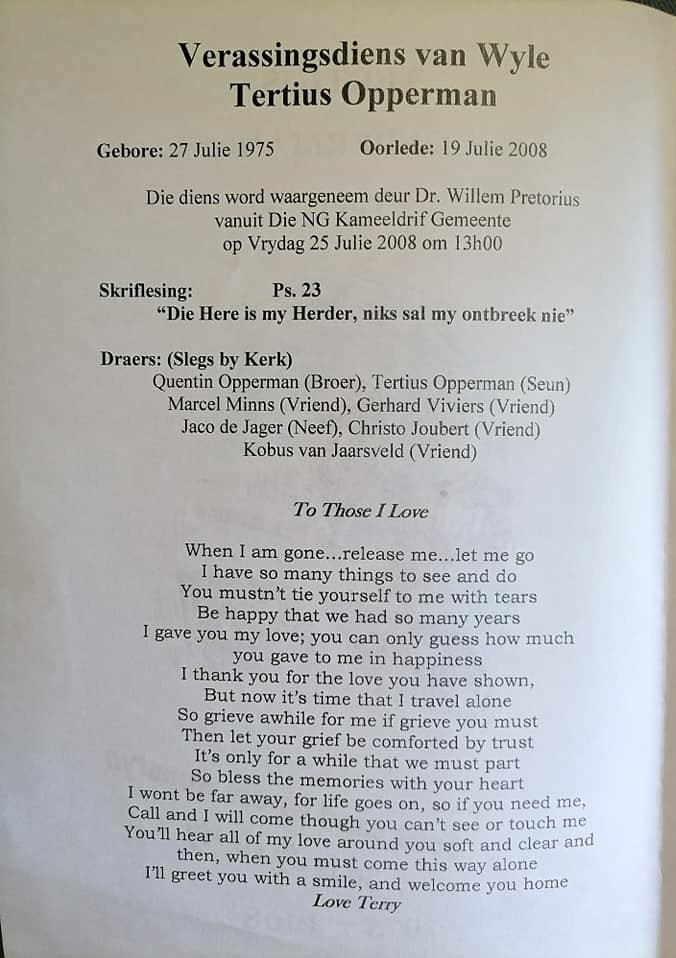 Verassingsdiens van Wyle
Tertius Opperman
Gebore: 27 Julie 1975 Oorlede: 19 Julie 2008
Die diens word waargeneem deur Dr. Willem Pretorius
vanuit Die NG Kameeldrif Gemeente
op Vrydag 25 Julie 2008 om 13h00
Skriflesing: Ps. 23
“Die Here is my Herder, niks sal my ontbreek nie”
Draers: (Slegs by Kerk)
Quentin Opperman (Broer), Tertius Opperman (Seun)
Marcel Minns (Vriend), Gerhard Viviers (Vriend)
Jaco de Jager (Neef), Christo Joubert (Vriend)
Kobus van Jaarsveld (Vriend)
To Those I Love
When I am gone...release me...let me go
I have so many things to see and do
You mustn't tie yourself to me with tears
Be happy that we had so many years
I gave you my love; you can only guess how much
you gave to me in happiness
I thank you for the love you have shown,
But now it's time that I travel alone
So grieve awhile for me if grieve you must
Then let your grief be comforted by trust
It's only for a while that we must part
So bless the memories with your heart
I wont be far away, for life goes on, so if you need me,
Call and I will come though you can't see or touch me
You'll hear all of my love around you soft and clear and
then, when you must come this way alone
I'll greet you with a smile, and welcome you home
Love Terry